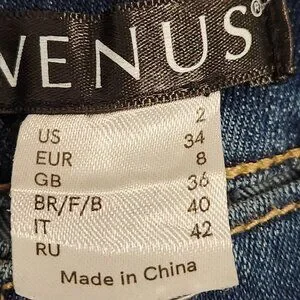 VENUS®
US 2
EUR 34
GB 8
BR/F/B 36
IT 40
RU 42
Made in China